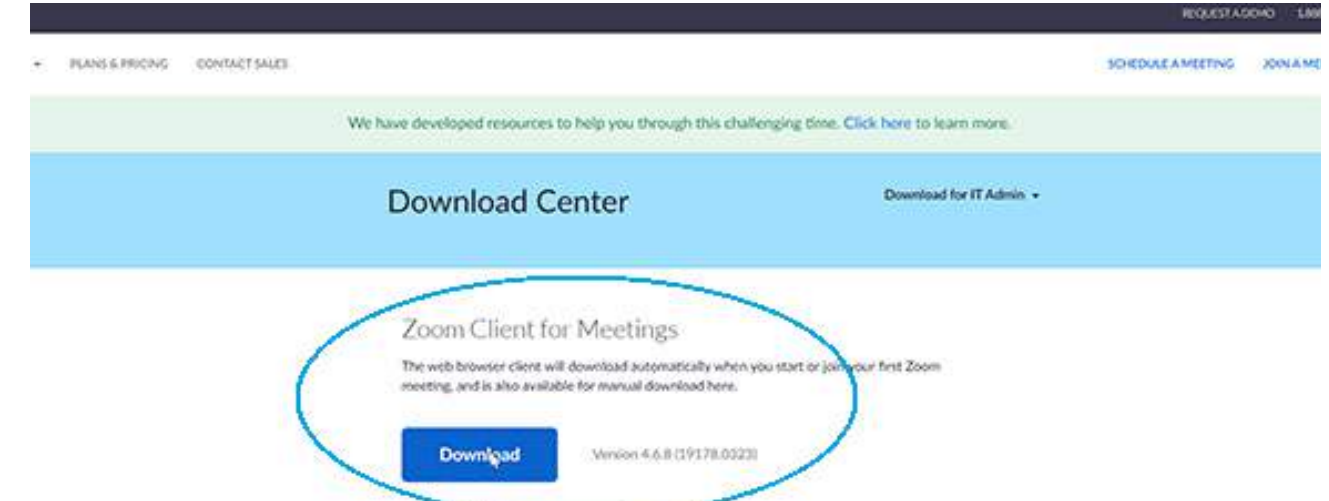 REQUEST A DEMO
PLANS & PRICING CONTACT SALES SCHEDULE A MEETING JOIN A ME
We have developed resources to help you through this challenging time. Click here to learn more.
Download Center Download for IT Admin
Zoom Client for Meetings
The web browser client will download automatically when you start or join your first Zoom
meeting, and is also available for manual download here.
Download Version 4.6.8 (19178.0323)